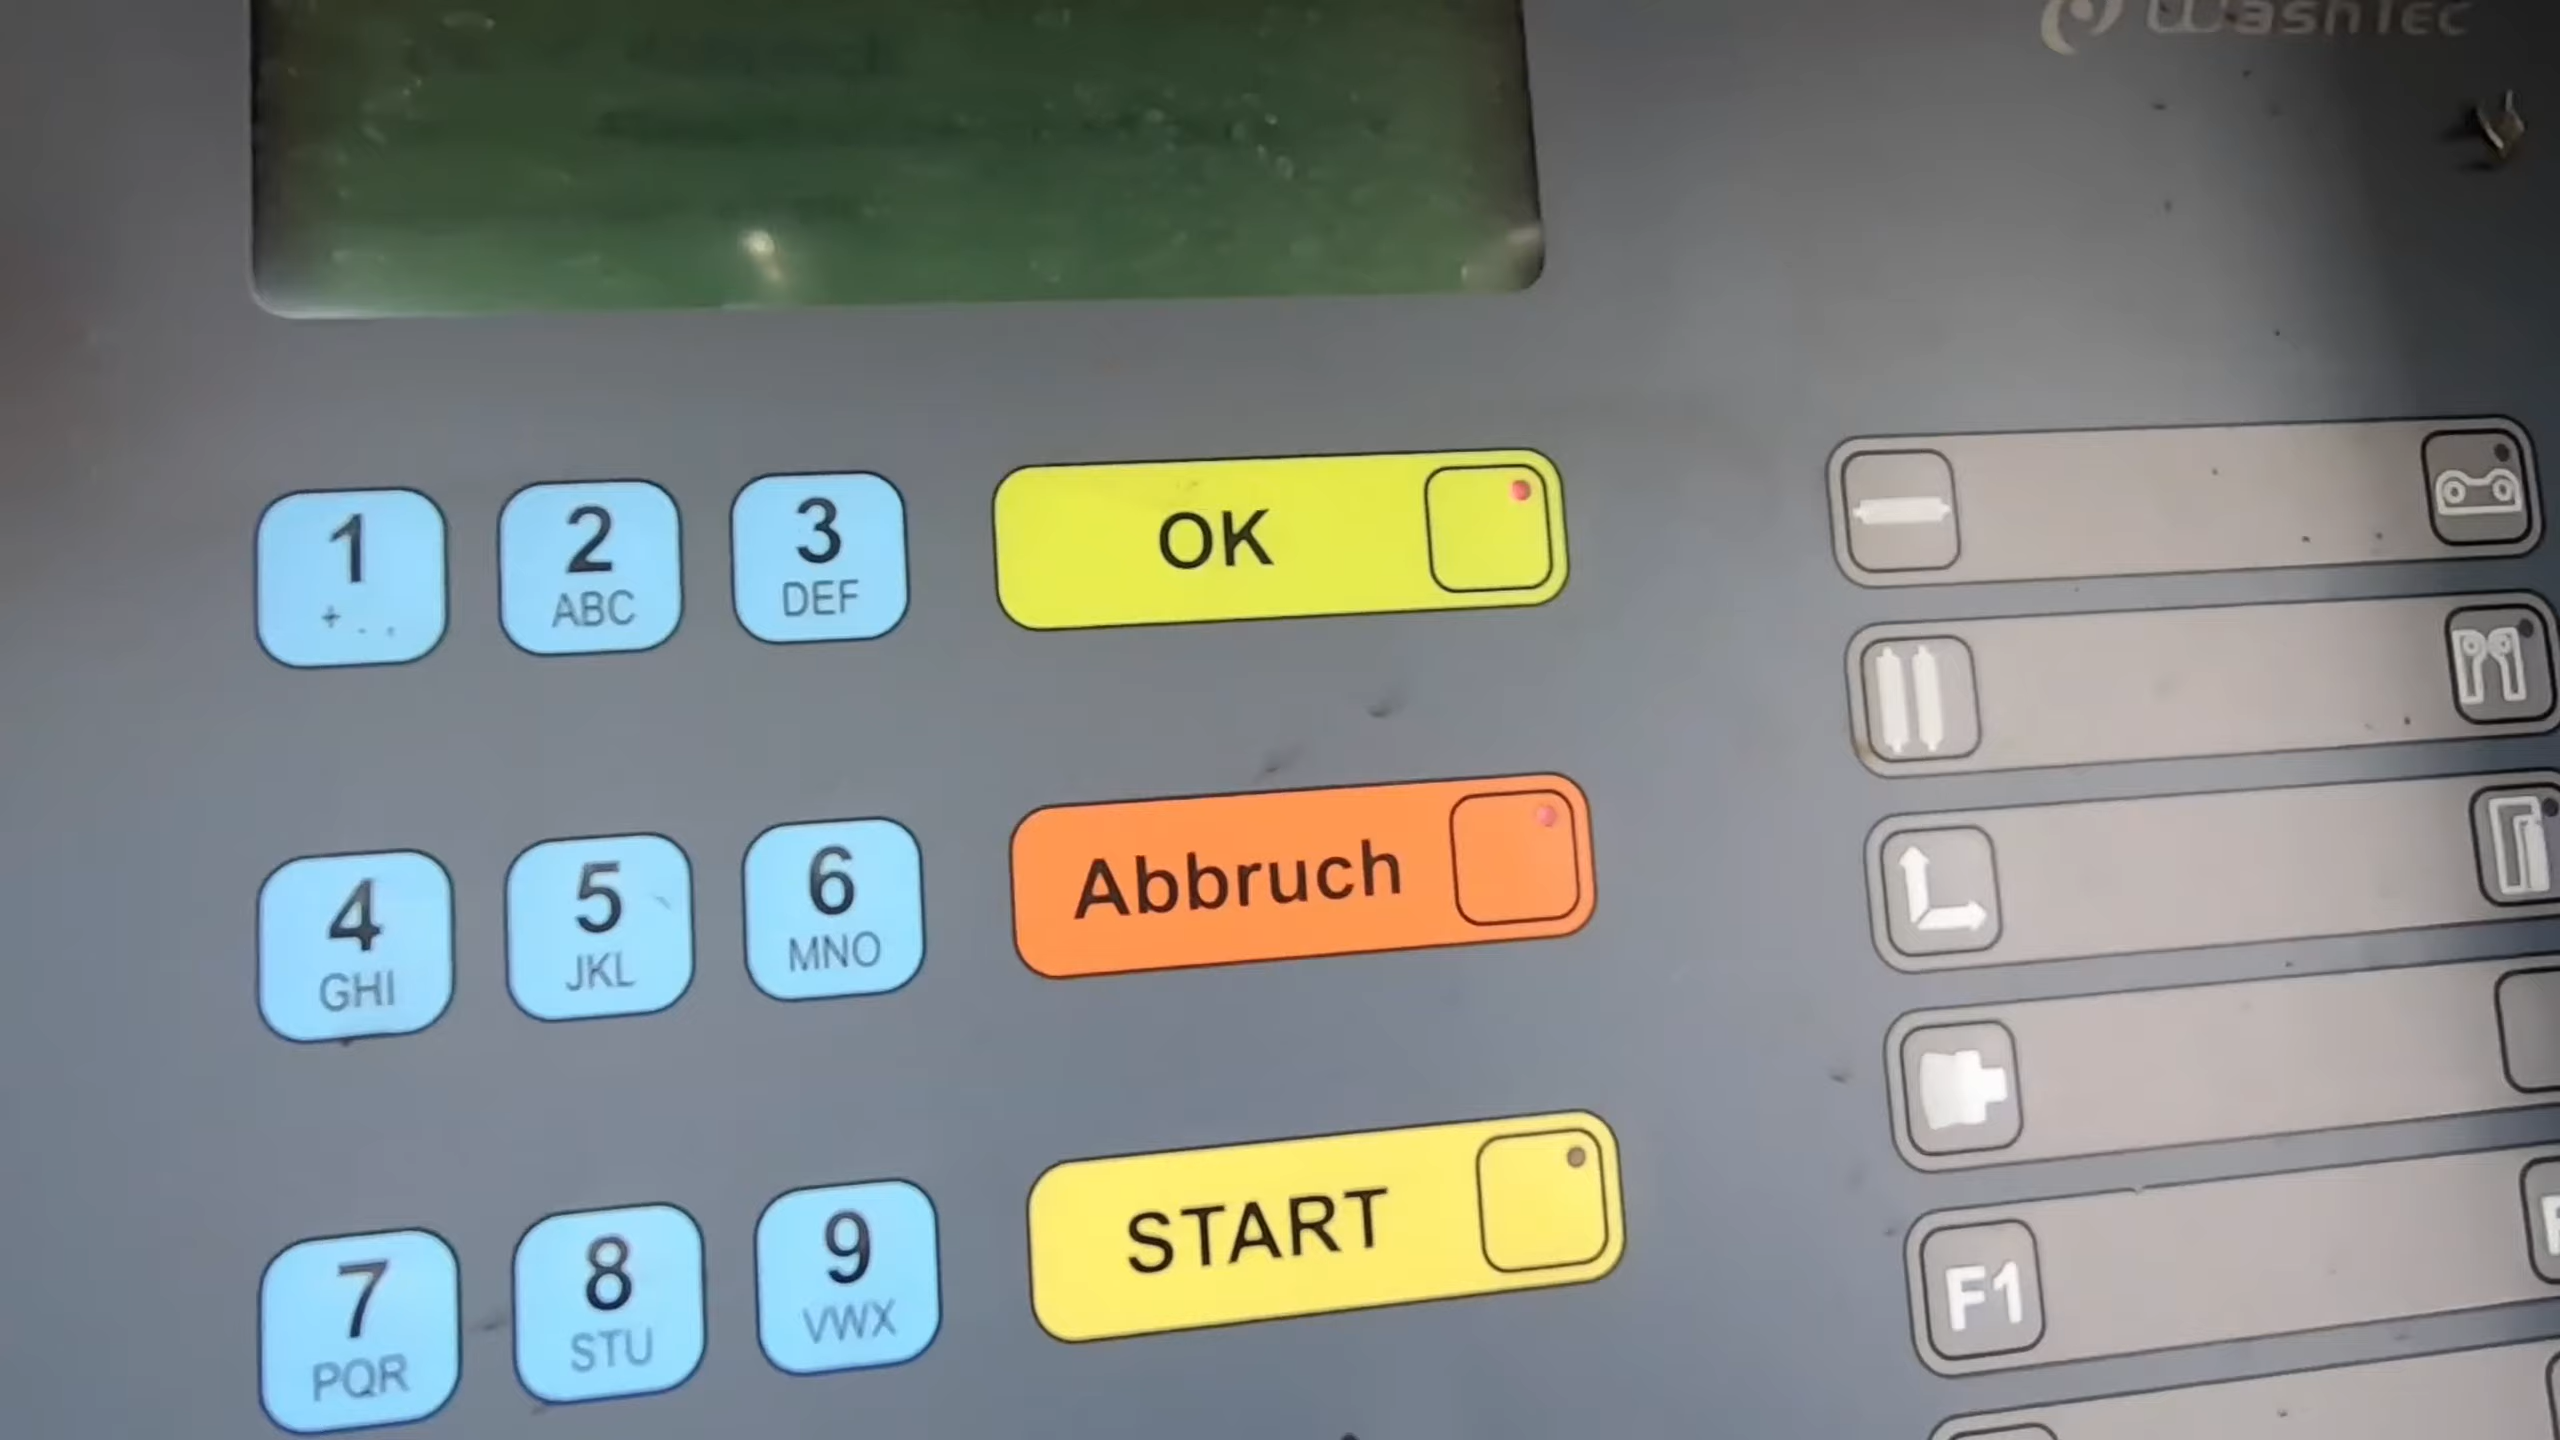 WashTec
1
+ - .
2
ABC
3
DEF
OK
4
GHI
5
JKL
6
MNO
Abbruch
7
PQR
8
STU
9
VWX
START
F1